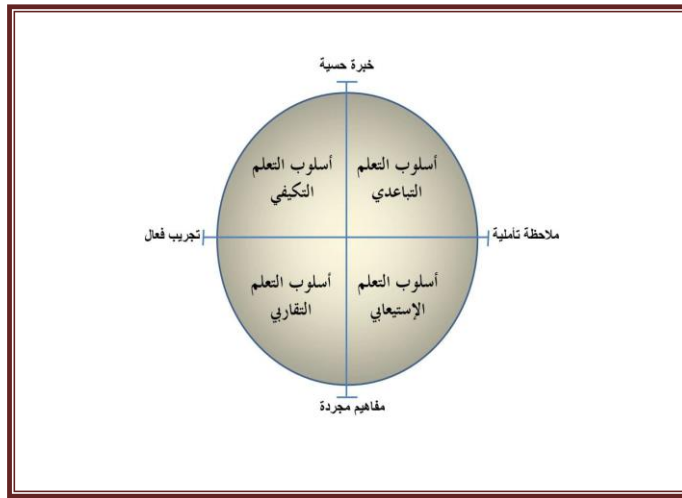 خبرة حسية
أسلوب التعلم
التباعدي
أسلوب التعلم
التكيفي
ملاحظة تأملية
تجريب فعال
أسلوب التعلم
الإستيعابي
أسلوب التعلم
التقاربي
مفاهيم مجردة